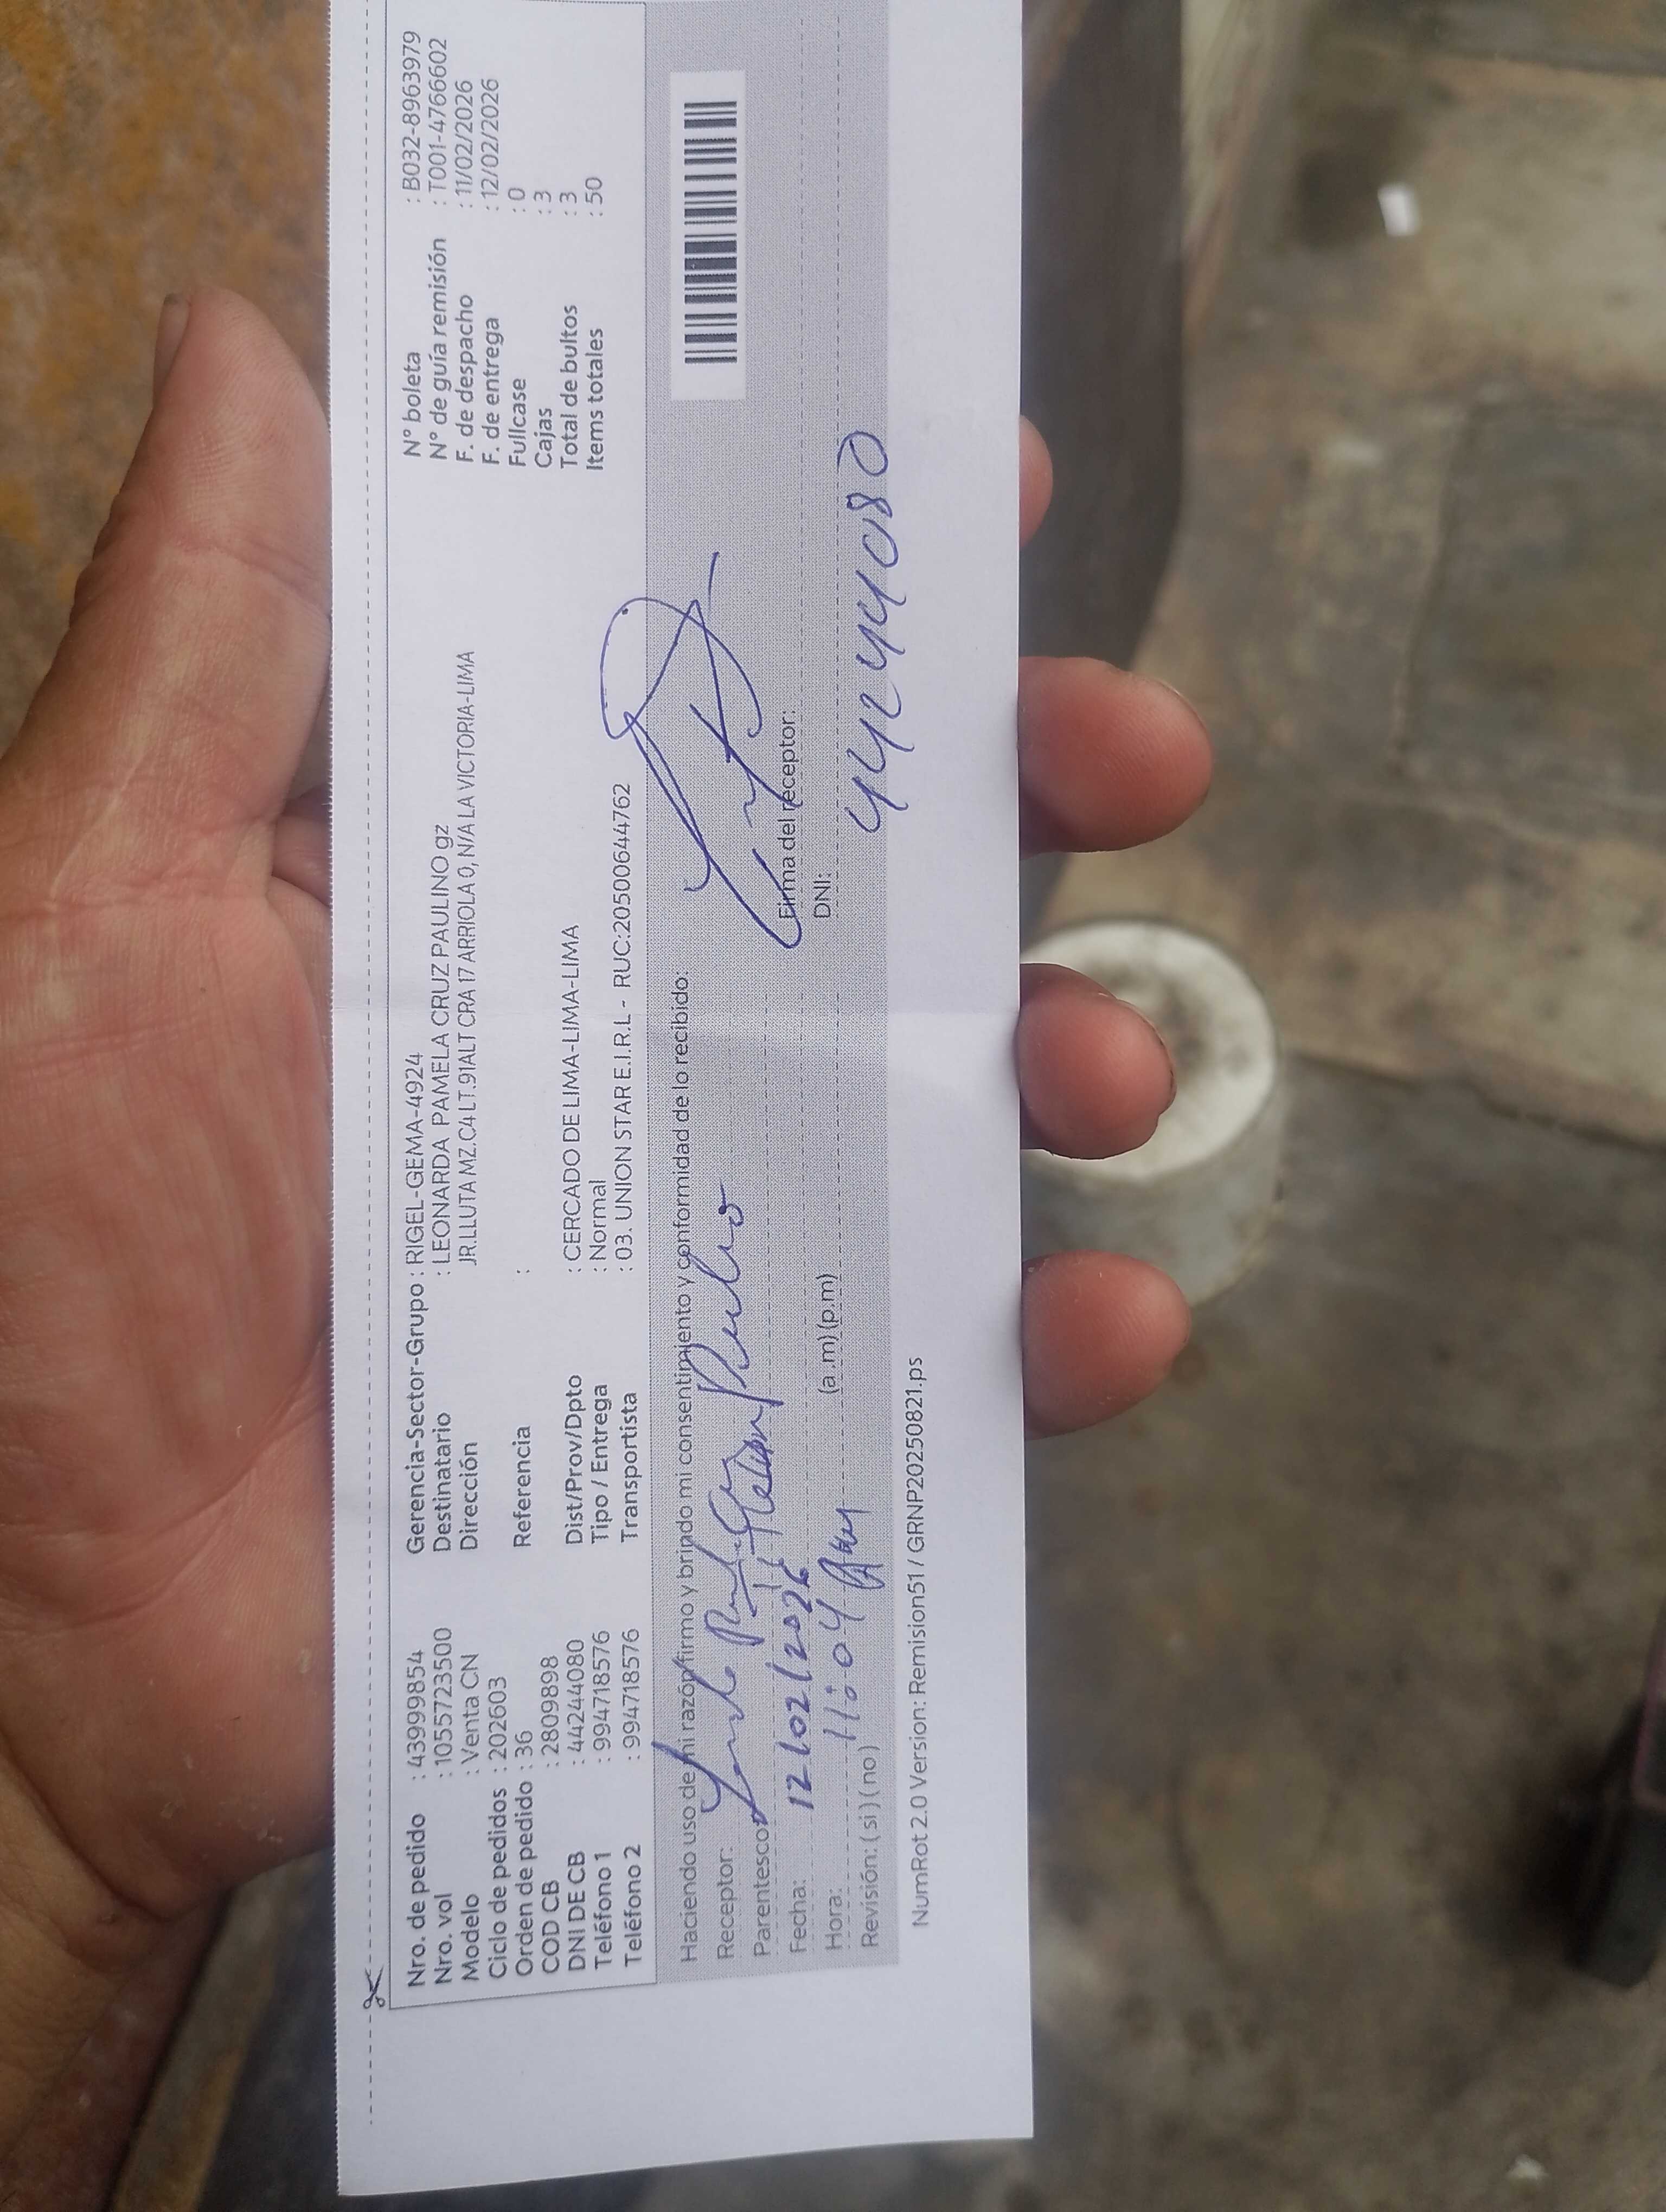 Nro. de pedido : 43999854
Nro. vol : 1055723500
Modelo : Venta CN
Ciclo de pedidos : 202603
Orden de pedido : 36
COD CB : 2809898
DNI DE CB : 44244080
Teléfono 1 : 994718576
Teléfono 2 : 994718576
Gerencia-Sector-Grupo : RIGEL-GEMA-4924
Destinatario : LEONARDA PAMELA CRUZ PAULINO gz
Dirección JR.LLUTA MZ.C4 LT.91ALT CRA 17 ARRIOLA 0, N/A LA VICTORIA-LIMA
Referencia :
Dist/Prov/Dpto : CERCADO DE LIMA-LIMA-LIMA
Tipo / Entrega : Normal
Transportista : 03. UNION STAR E.I.R.L - RUC:20500644762
N° boleta : B032-8963979
N° de guía remisión : T001-4766602
F. de despacho : 11/02/2026
F. de entrega : 12/02/2026
Fullcase : 0
Cajas : 3
Total de bultos : 3
Items totales : 50
Haciendo uso de mi razón firmo y brindo mi consentimiento y conformidad de lo recibido:
Receptor:
Parentesco:
Fecha: 12/02/2026
Hora: 11:04 (a.m) (p.m)
Revisión: ( si ) ( no )
Firma del receptor:
DNI: 44244080
NumRot 2.0 Version: Remision51 / GRNP20250821.ps